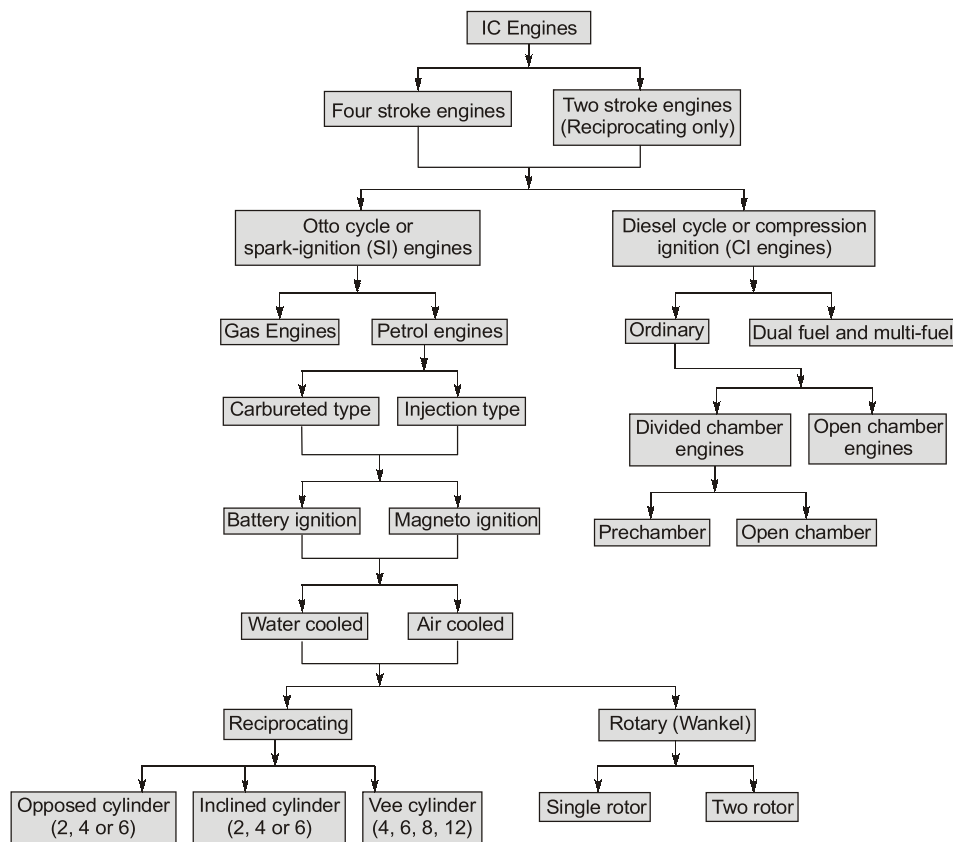 IC Engines
Four stroke engines
Two stroke engines
(Reciprocating only)
Otto cycle or
spark-ignition (SI) engines
Diesel cycle or compression
ignition (CI engines)
Gas Engines
Petrol engines
Ordinary
Dual fuel and multi-fuel
Carbureted type
Injection type
Divided chamber
engines
Open chamber
engines
Battery ignition
Magneto ignition
Prechamber
Open chamber
Water cooled
Air cooled
Reciprocating
Rotary (Wankel)
Opposed cylinder
(2, 4 or 6)
Inclined cylinder
(2, 4 or 6)
Vee cylinder
(4, 6, 8, 12)
Single rotor
Two rotor